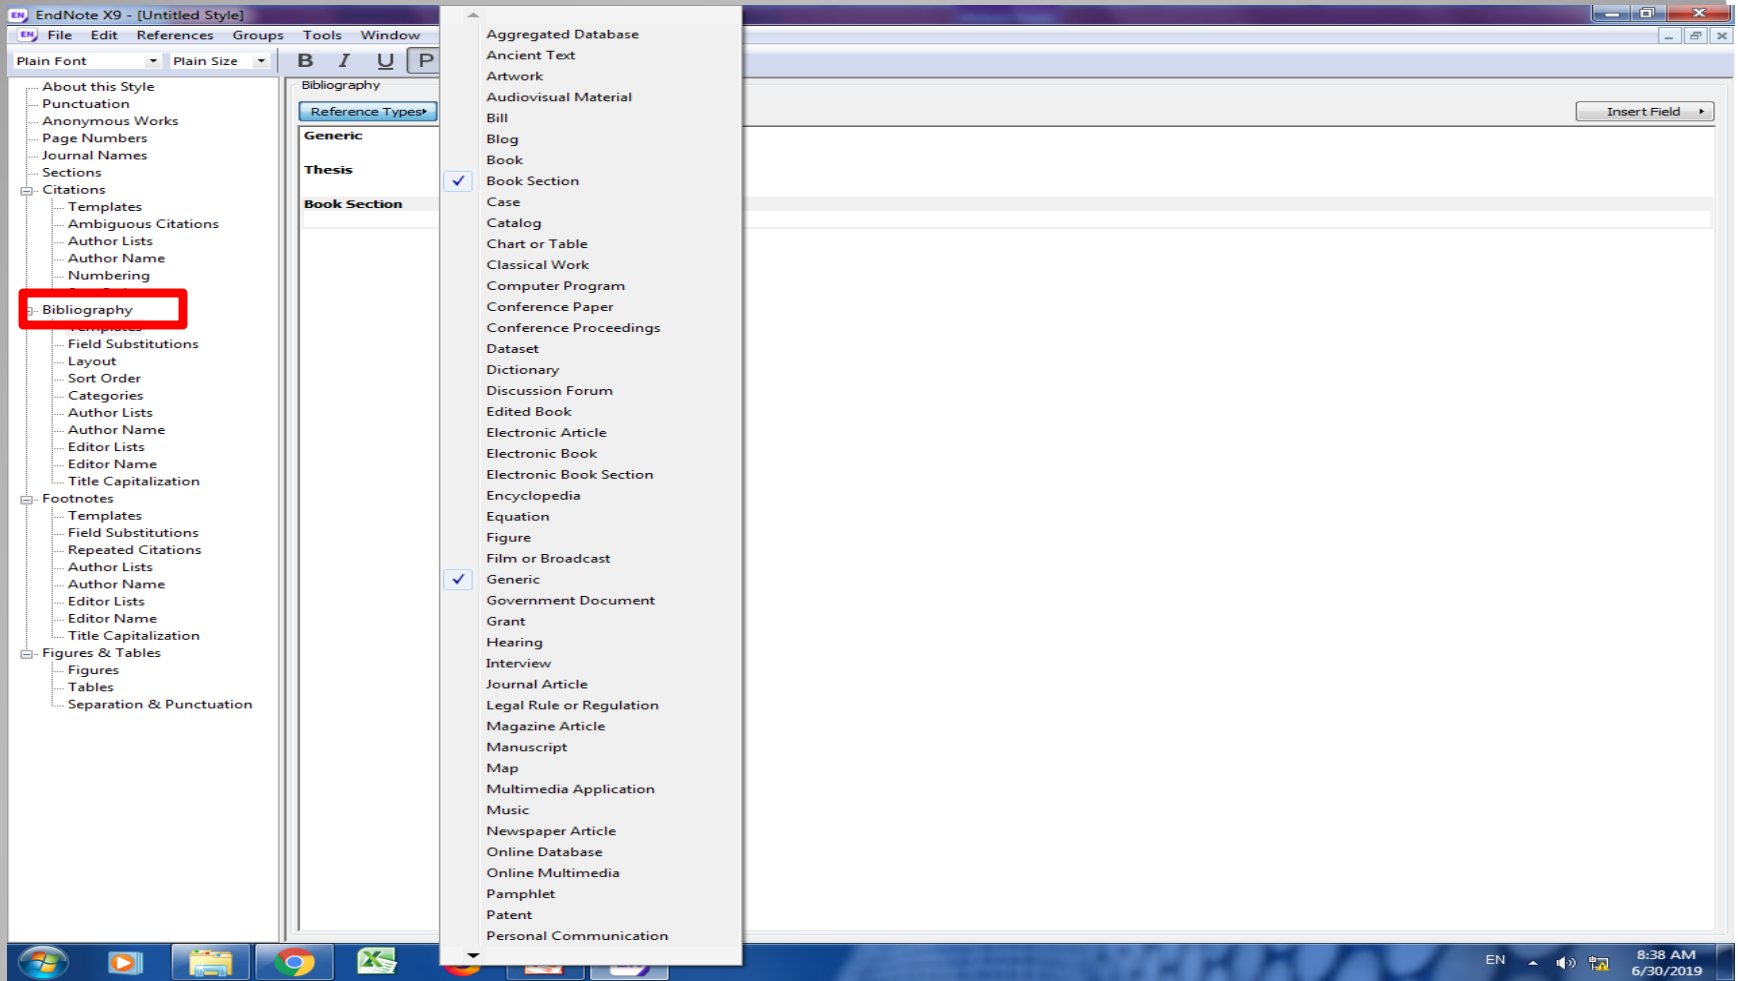 EndNote X9 - [Untitled Style]
File Edit References Groups Tools Window
Plain Font Plain Size B I U P
About this Style
Punctuation
Anonymous Works
Page Numbers
Journal Names
Sections
Citations
Templates
Ambiguous Citations
Author Lists
Author Name
Numbering
Bibliography
Templates
Field Substitutions
Layout
Sort Order
Categories
Author Lists
Author Name
Editor Lists
Editor Name
Title Capitalization
Footnotes
Templates
Field Substitutions
Repeated Citations
Author Lists
Author Name
Editor Lists
Editor Name
Title Capitalization
Figures & Tables
Figures
Tables
Separation & Punctuation
Bibliography
Reference Types
Insert Field
Generic
Thesis
Book Section
Aggregated Database
Ancient Text
Artwork
Audiovisual Material
Bill
Blog
Book
Book Section
Case
Catalog
Chart or Table
Classical Work
Computer Program
Conference Paper
Conference Proceedings
Dataset
Dictionary
Discussion Forum
Edited Book
Electronic Article
Electronic Book
Electronic Book Section
Encyclopedia
Equation
Figure
Film or Broadcast
Generic
Government Document
Grant
Hearing
Interview
Journal Article
Legal Rule or Regulation
Magazine Article
Manuscript
Map
Multimedia Application
Music
Newspaper Article
Online Database
Online Multimedia
Pamphlet
Patent
Personal Communication
EN
8:38 AM
6/30/2019